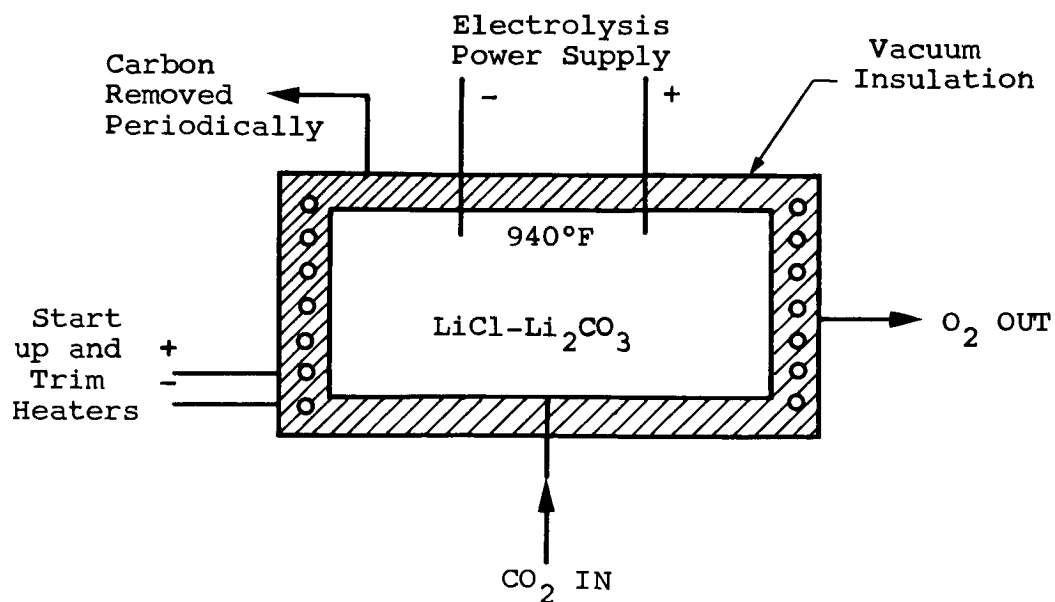 Electrolysis
Power Supply
Carbon
Removed
Periodically
Vacuum
Insulation
- +
940°F
LiCl-Li₂CO₃
Start
up and +
Trim -
Heaters
O₂ OUT
CO₂ IN